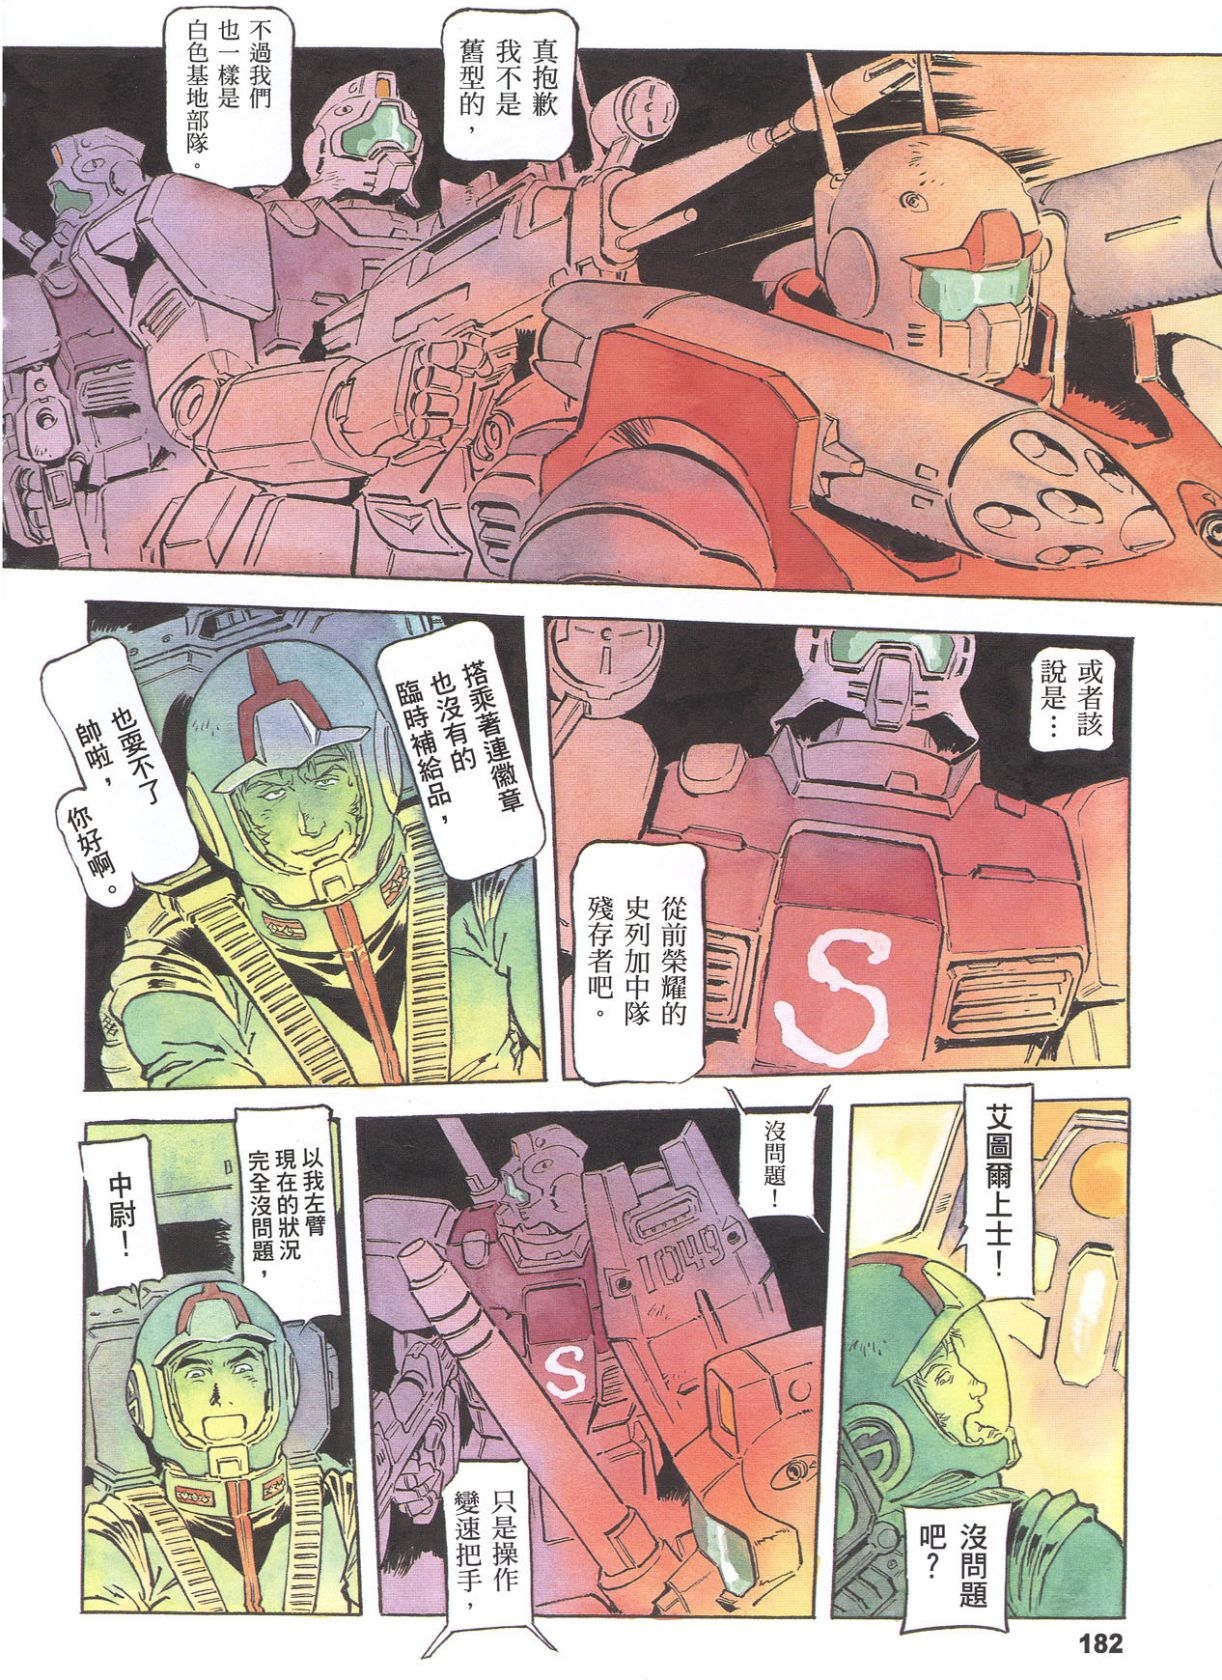 真抱歉
我不是
舊型的，
不過我們
也一樣是
白色基地部隊。
或者該
說是…
從前榮耀的
史列加中隊
殘存者吧。
S
搭乘著連徽章
也沒有的
臨時補給品，
也耍不了
帥啦，
你好啊。
艾圖爾上士！
沒問題
吧？
沒問題！
1049
S
只是操作
變速把手，
以我左臂
現在的狀況
完全沒問題，
中尉！
182